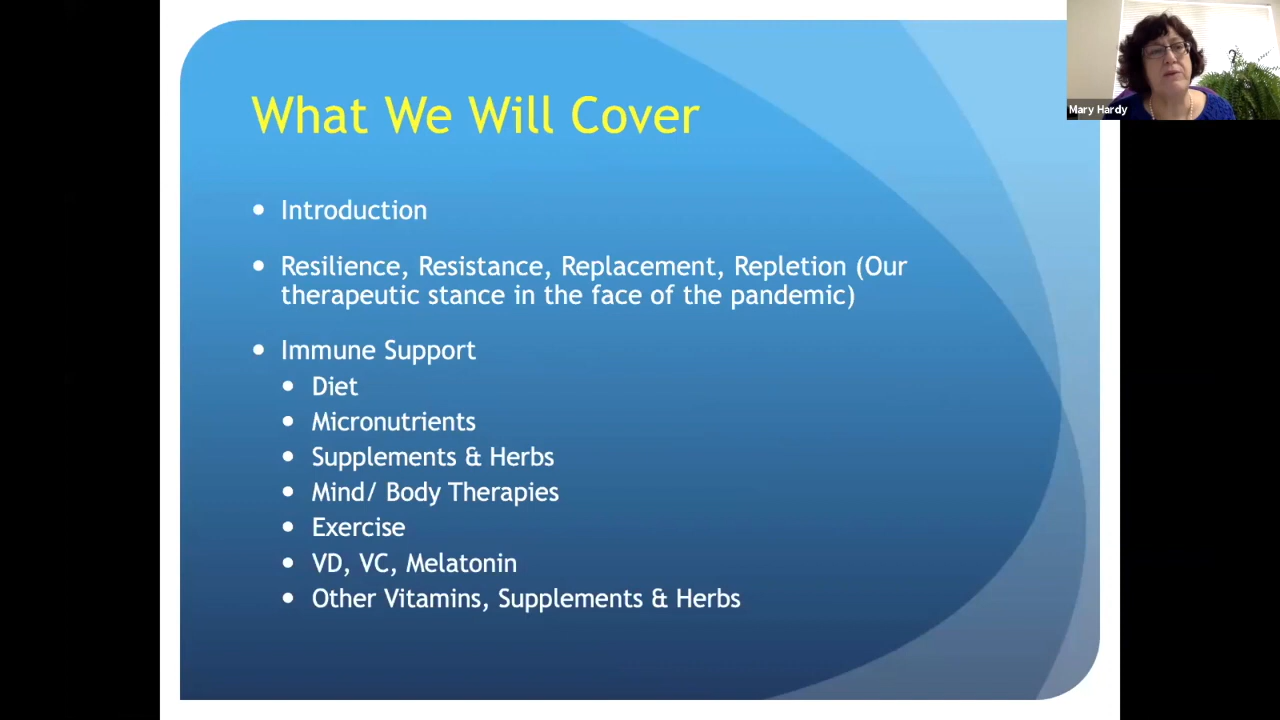 What We Will Cover
Mary Hardy
• Introduction
• Resilience, Resistance, Replacement, Repletion (Our
therapeutic stance in the face of the pandemic)
• Immune Support
• Diet
• Micronutrients
• Supplements & Herbs
• Mind/ Body Therapies
• Exercise
• VD, VC, Melatonin
• Other Vitamins, Supplements & Herbs